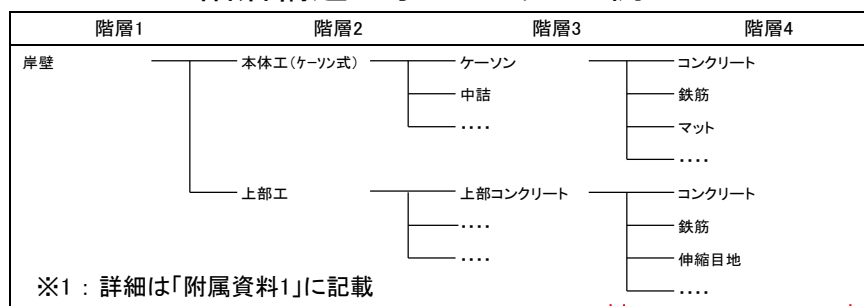 階層1 階層2 階層3 階層4
岸壁 本体工(ケーソン式) ケーソン コンクリート
中詰 鉄筋
‥‥ マット
‥‥
上部工 上部コンクリート コンクリート
‥‥ 鉄筋
‥‥ 伸縮目地
‥‥
※1 : 詳細は「附属資料1」に記載